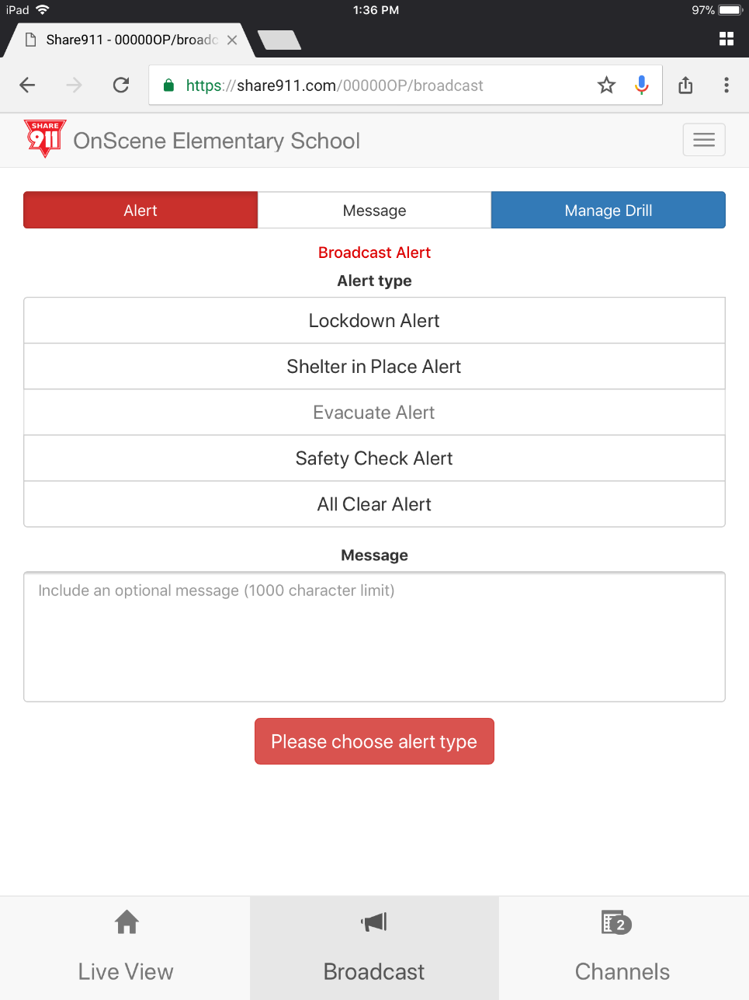 iPad 1:36 PM 97%
Share911 - 00000OP/broadc
https://share911.com/00000OP/broadcast
SHARE
911
OnScene Elementary School
Alert Message Manage Drill
Broadcast Alert
Alert type
Lockdown Alert
Shelter in Place Alert
Evacuate Alert
Safety Check Alert
All Clear Alert
Message
Include an optional message (1000 character limit)
Please choose alert type
2
Live View Broadcast Channels